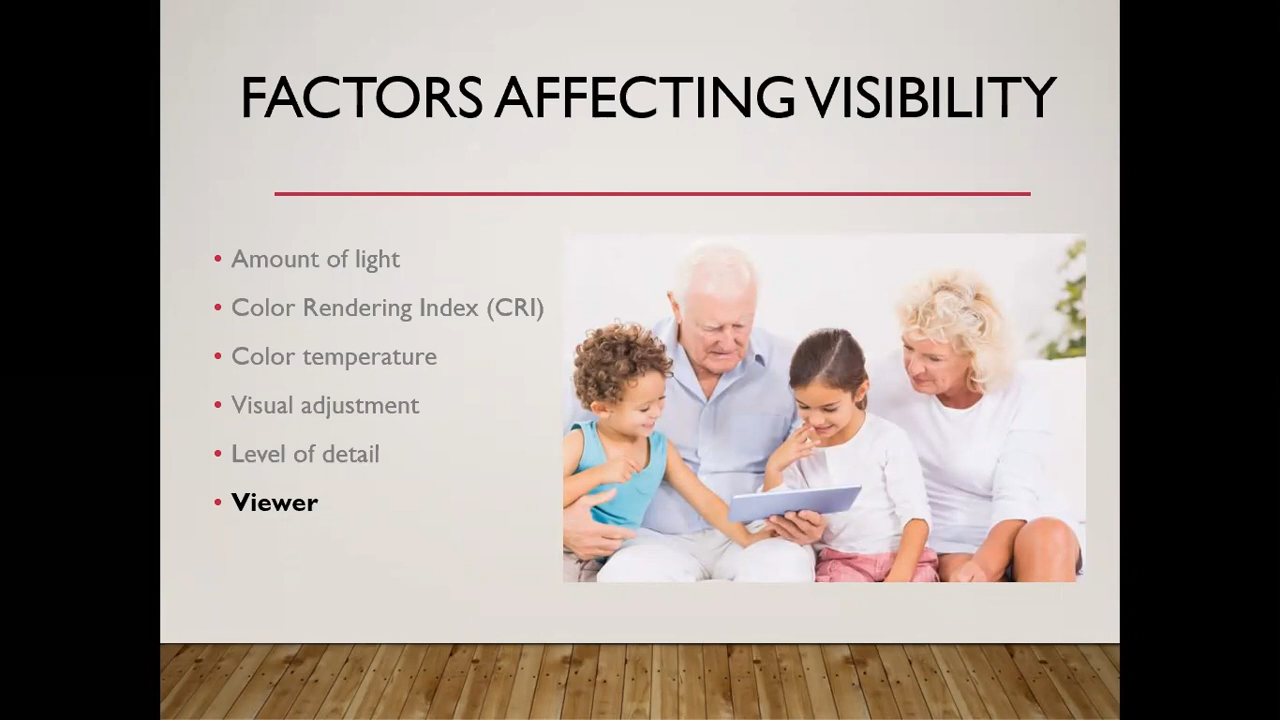 FACTORS AFFECTING VISIBILITY
• Amount of light
• Color Rendering Index (CRI)
• Color temperature
• Visual adjustment
• Level of detail
• Viewer